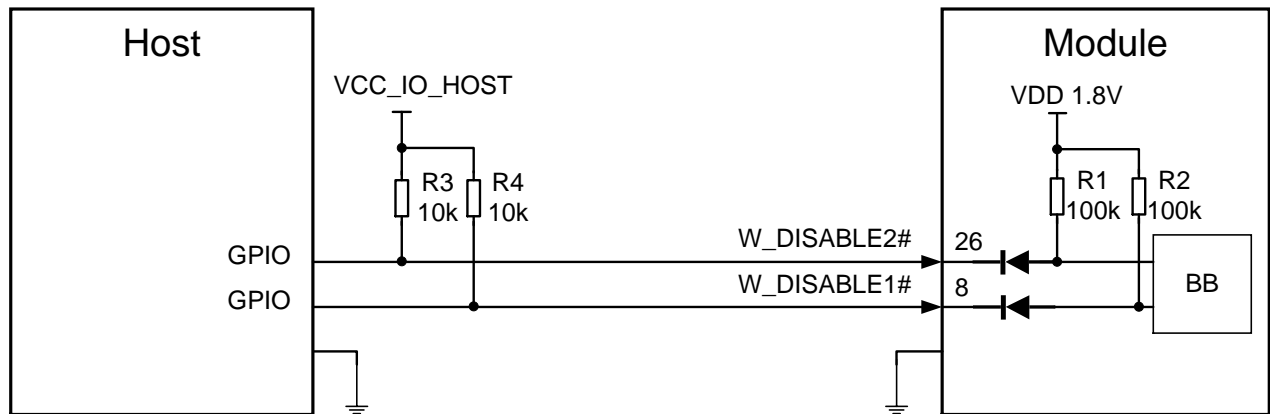 Host
Module
VCC_IO_HOST
VDD 1.8V
R3
10k
R4
10k
R1
100k
R2
100k
GPIO
W_DISABLE2#
26
GPIO
W_DISABLE1#
8
BB